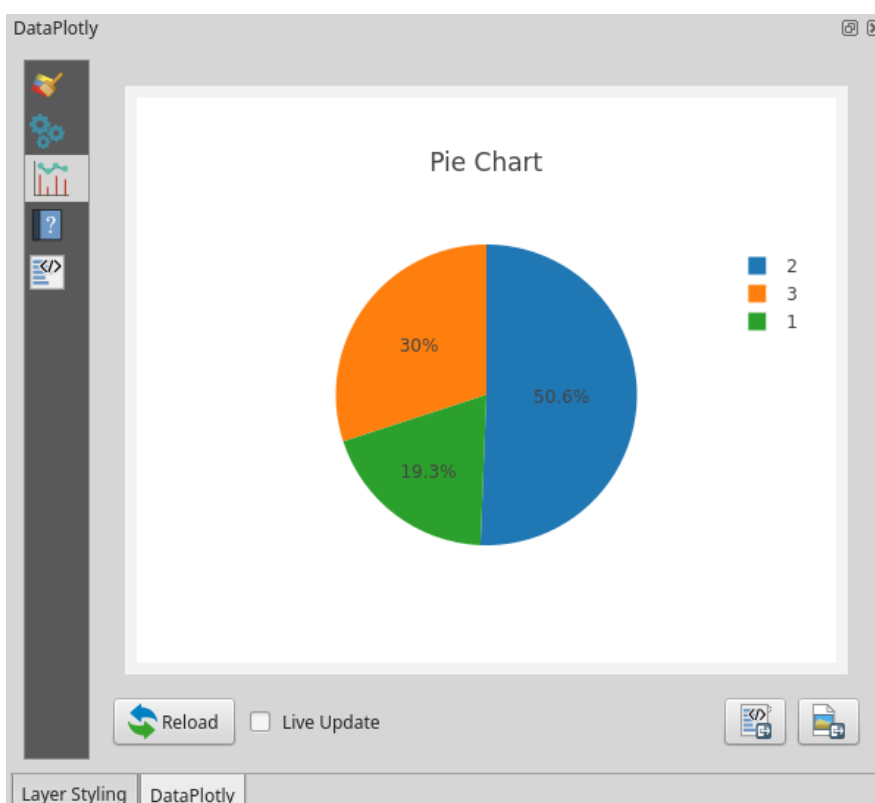 DataPlotly
?
</>
Pie Chart
2
3
1
30%
50.6%
19.3%
Reload
Live Update
</>
Layer Styling
DataPlotly